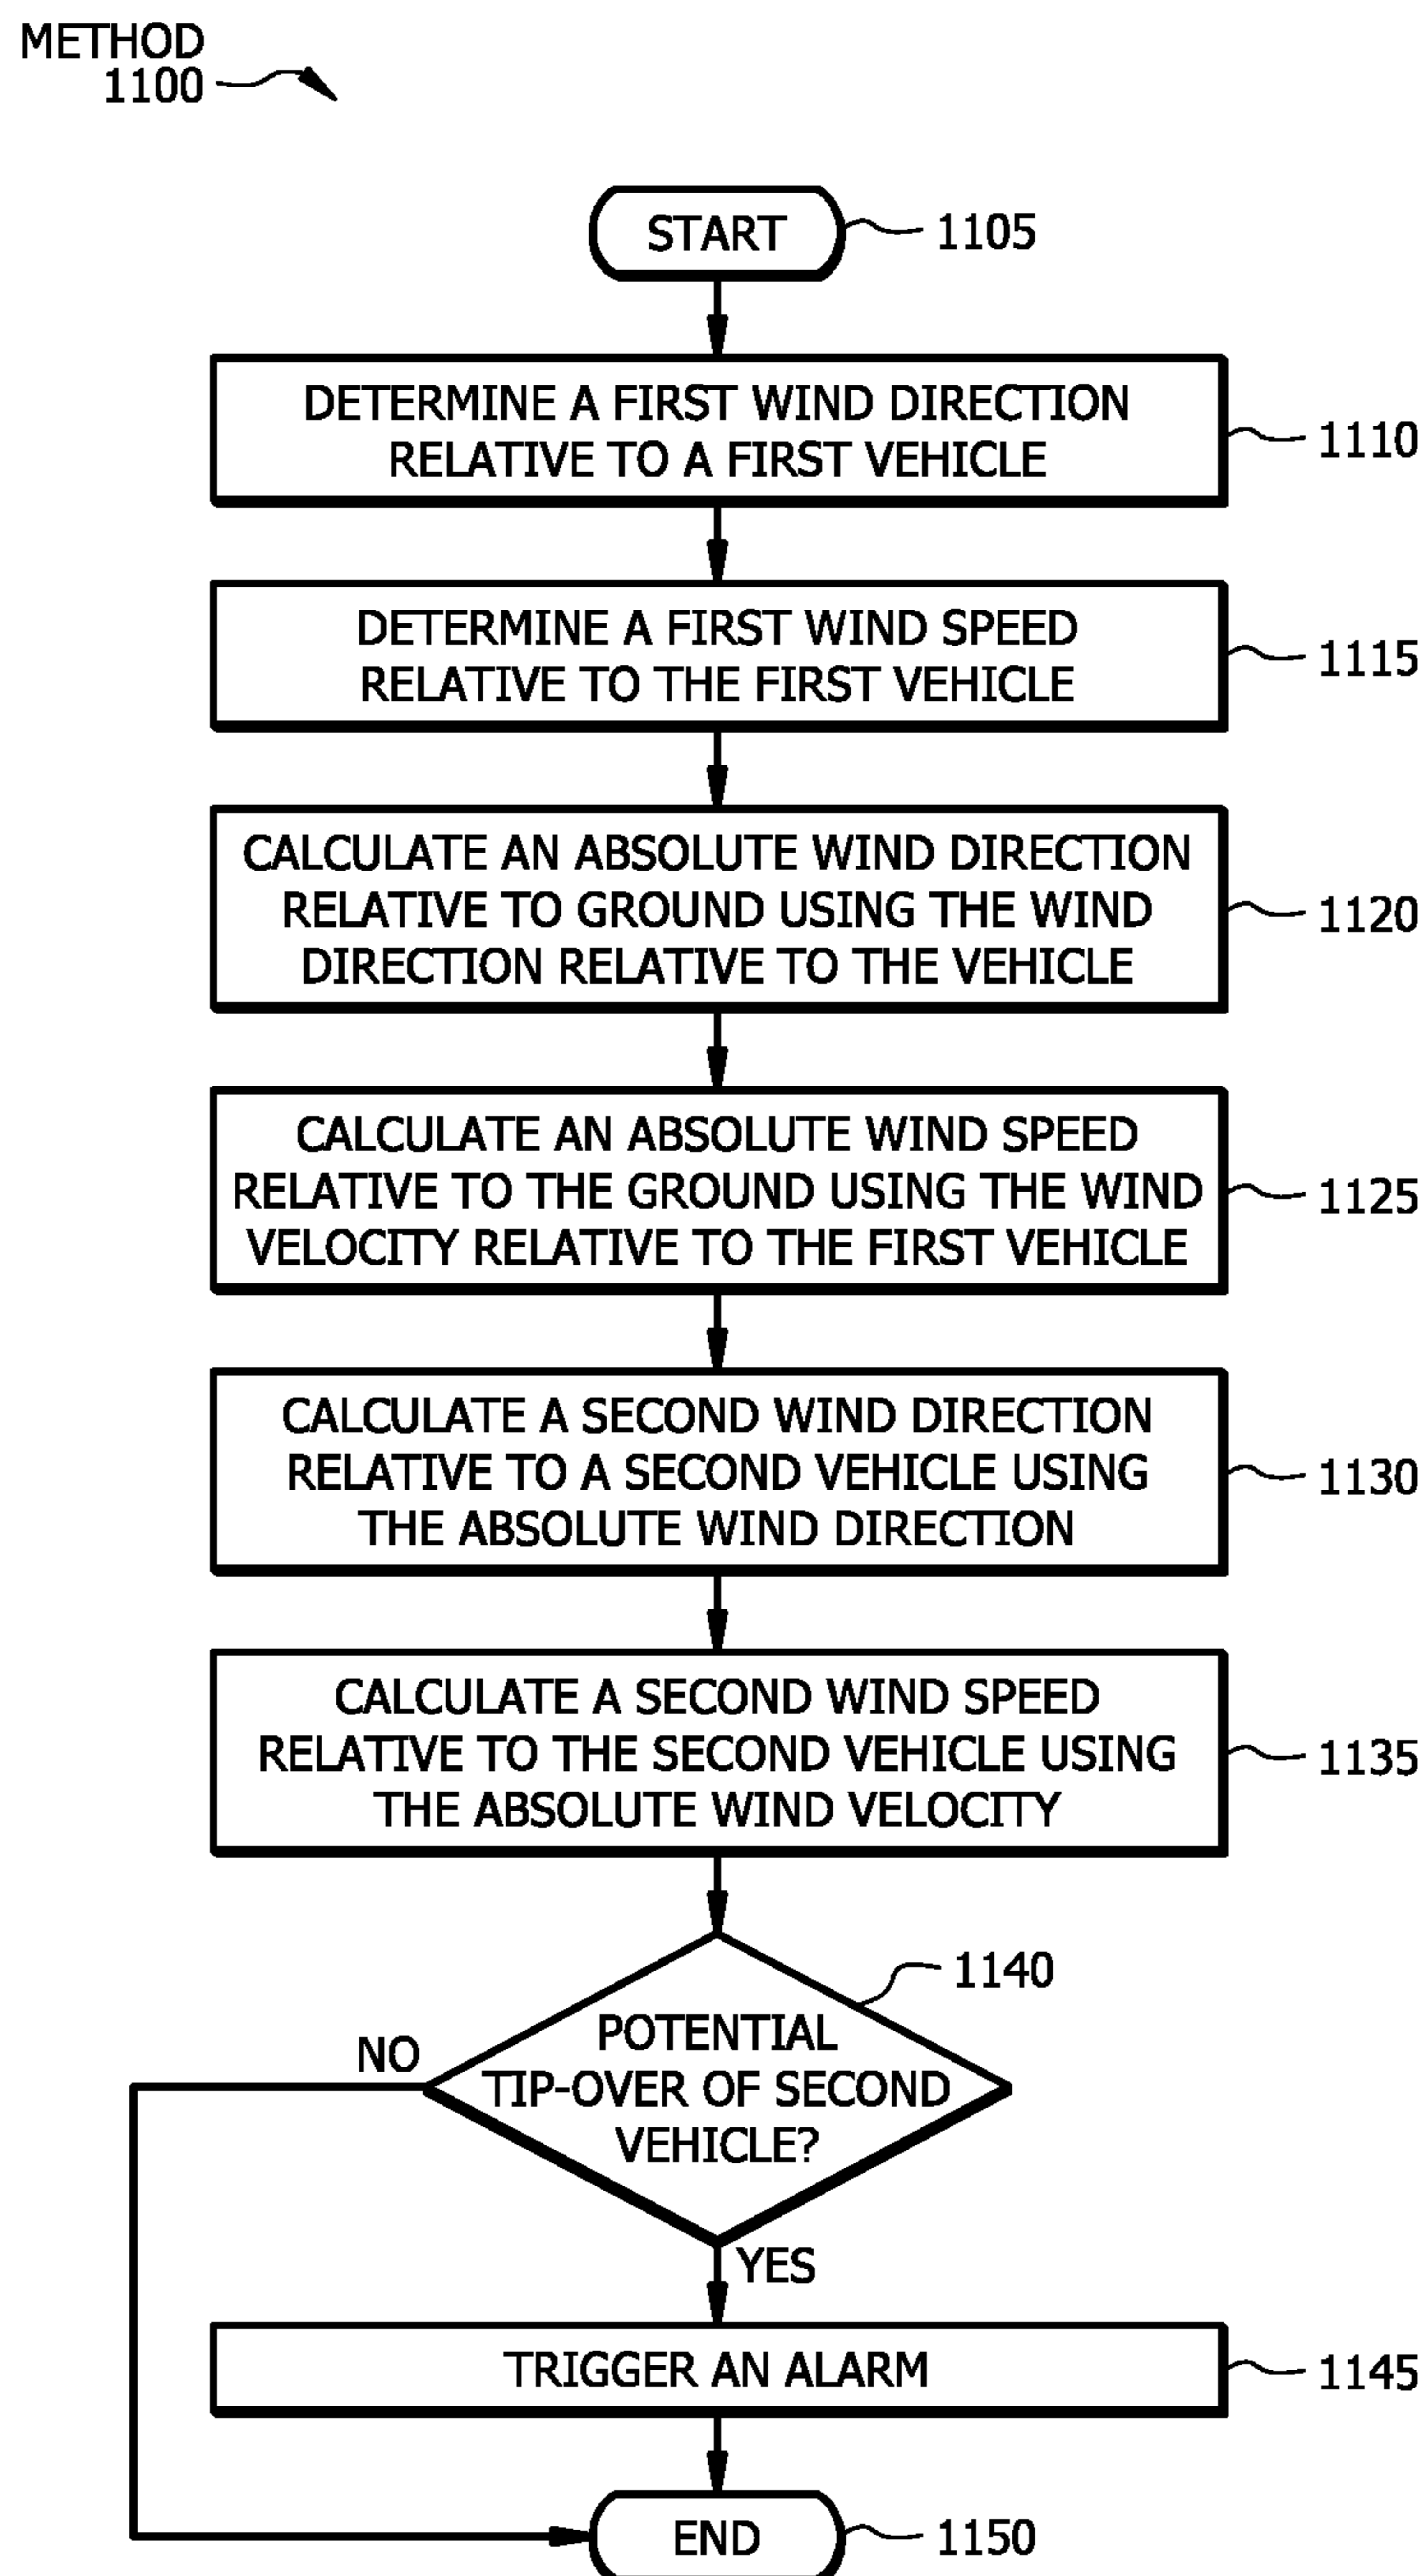 METHOD
1100
START
1105
DETERMINE A FIRST WIND DIRECTION
RELATIVE TO A FIRST VEHICLE
1110
DETERMINE A FIRST WIND SPEED
RELATIVE TO THE FIRST VEHICLE
1115
CALCULATE AN ABSOLUTE WIND DIRECTION
RELATIVE TO GROUND USING THE WIND
DIRECTION RELATIVE TO THE VEHICLE
1120
CALCULATE AN ABSOLUTE WIND SPEED
RELATIVE TO THE GROUND USING THE WIND
VELOCITY RELATIVE TO THE FIRST VEHICLE
1125
CALCULATE A SECOND WIND DIRECTION
RELATIVE TO A SECOND VEHICLE USING
THE ABSOLUTE WIND DIRECTION
1130
CALCULATE A SECOND WIND SPEED
RELATIVE TO THE SECOND VEHICLE USING
THE ABSOLUTE WIND VELOCITY
1135
1140
POTENTIAL
TIP-OVER OF SECOND
VEHICLE?
NO
YES
TRIGGER AN ALARM
1145
END
1150